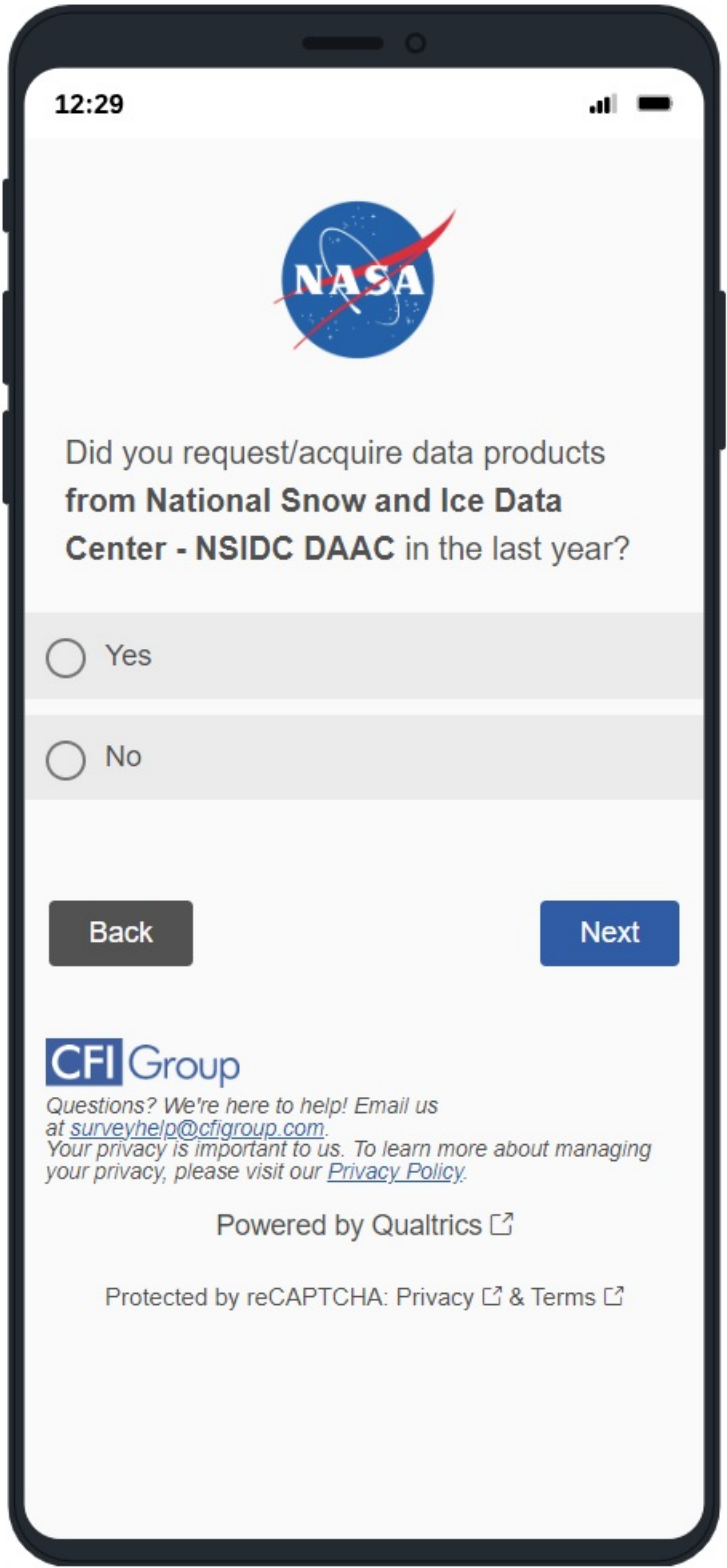 12:29
NASA
Did you request/acquire data products
from National Snow and Ice Data
Center - NSIDC DAAC in the last year?
Yes
No
Back
Next
CFI Group
Questions? We're here to help! Email us
at surveyhelp@cfigroup.com.
Your privacy is important to us. To learn more about managing
your privacy, please visit our Privacy Policy.
Powered by Qualtrics
Protected by reCAPTCHA: Privacy & Terms